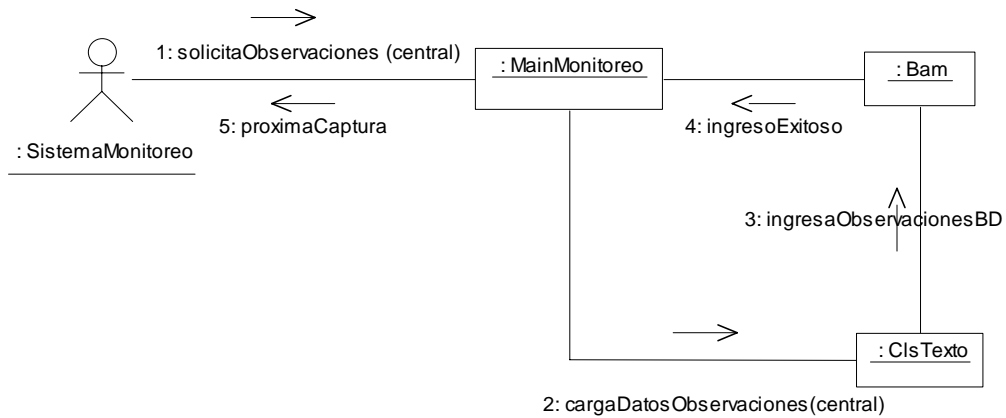 1: solicitaObservaciones (central)
: MainMonitoreo
: Bam
5: proximaCaptura
4: ingresoExitoso
: SistemaMonitoreo
3: ingresaObservacionesBD
: ClsTexto
2: cargaDatosObservaciones(central)